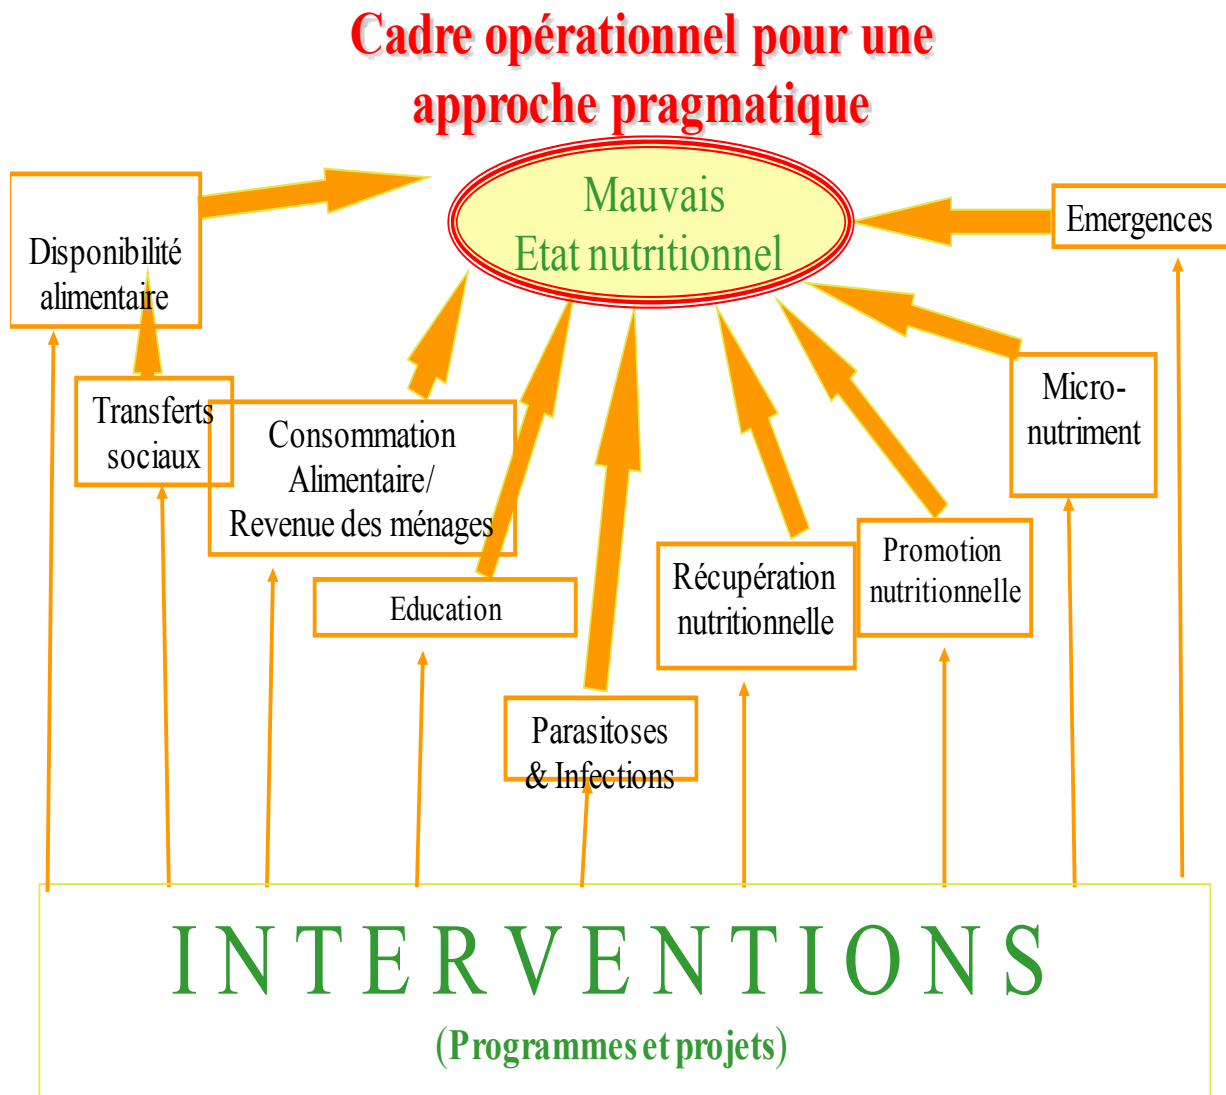 Cadre opérationnel pour une
approche pragmatique
Mauvais
Etat nutritionnel
Emergences
Disponibilité
alimentaire
Transferts
sociaux
Consommation
Alimentaire/
Revenue des ménages
Education
Parasitoses
& Infections
Récupération
nutritionnelle
Promotion
nutritionnelle
Micro-
nutriment
INTERVENTIONS
(Programmes et projets)